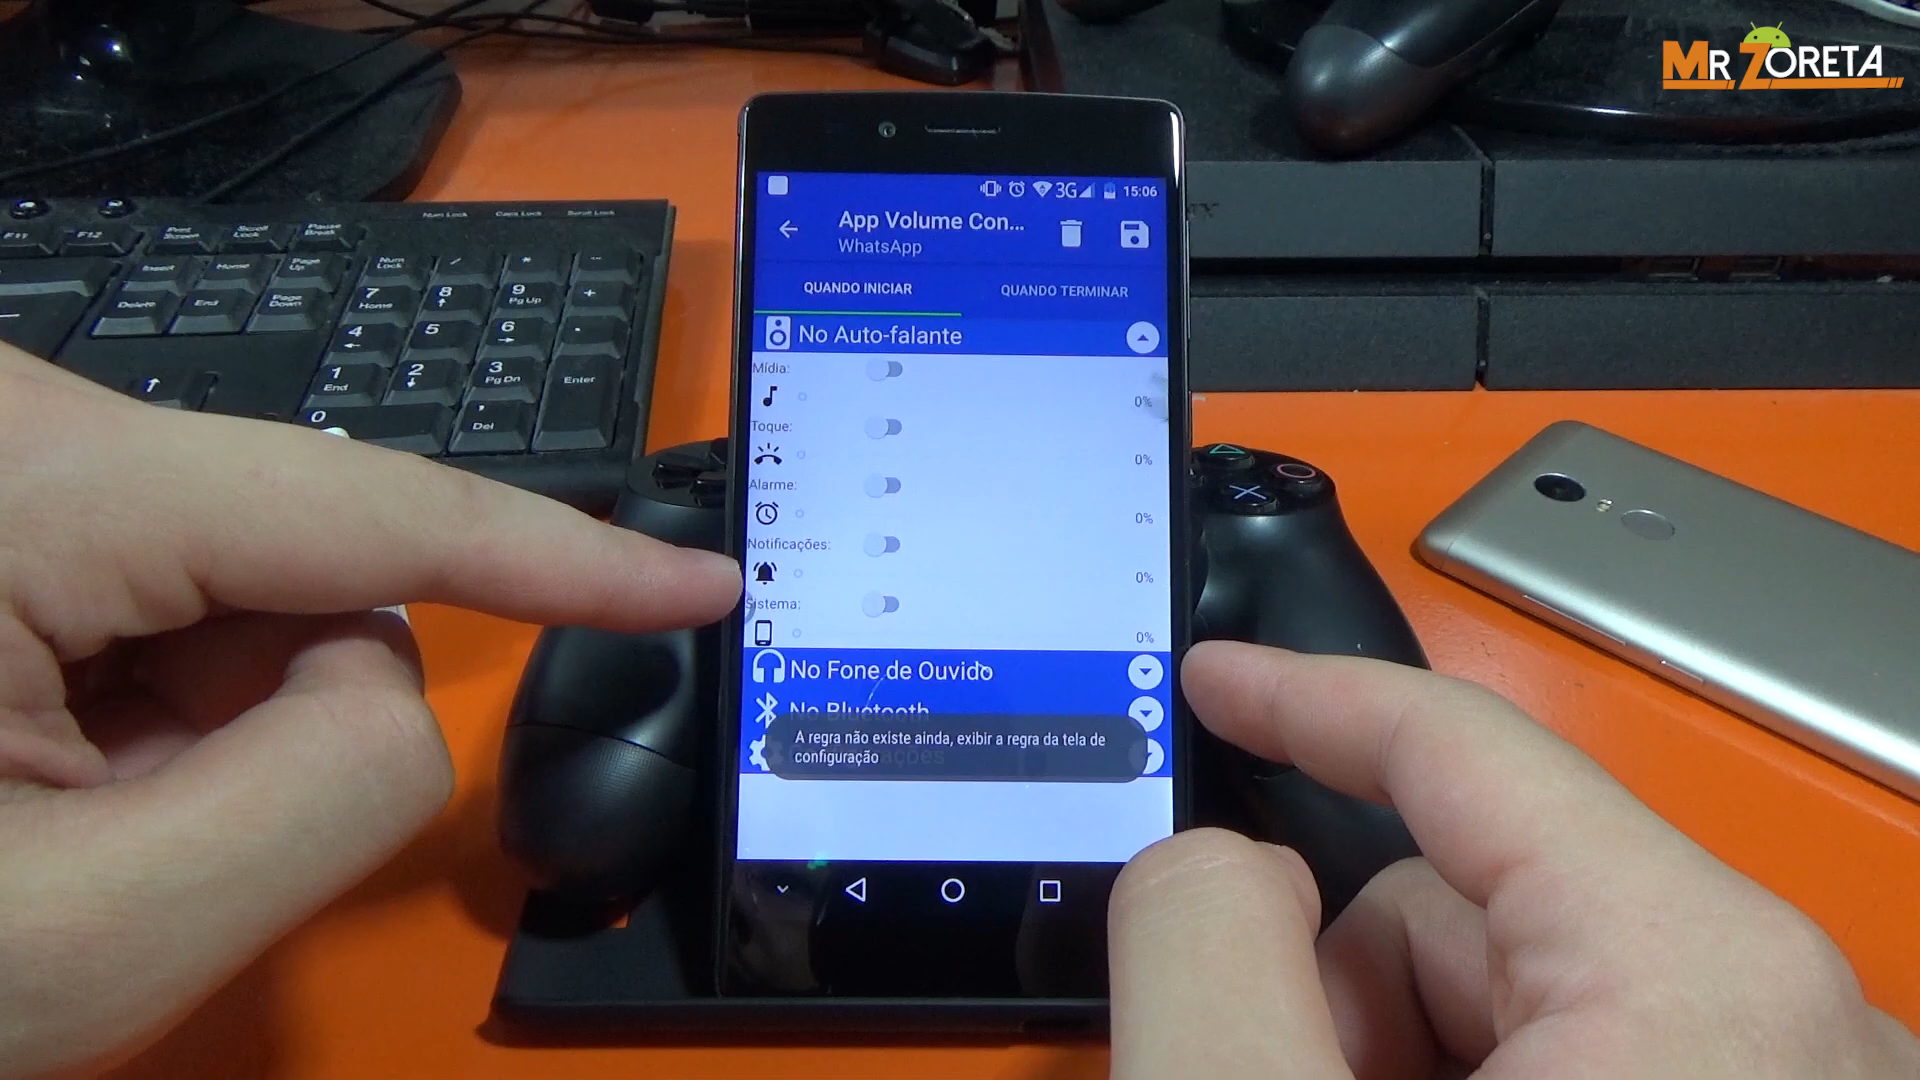 MR ZORETA
3G 15:06
App Volume Con...
WhatsApp
QUANDO INICIAR
QUANDO TERMINAR
No Auto-falante
Mídia:
0%
Toque:
0%
Alarme:
0%
Notificações:
0%
Sistema:
0%
No Fone de Ouvido
No Bluetooth
A regra não existe ainda, exibir a regra da tela de
configuração
Num Lock Caps Lock Scroll Lock
F11 F12 Print Screen Scroll Lock Pause Break
Insert Home Page Up Num Lock / * -
Delete End Page Down 7 Home 8 9 Pg Up +
4 5 6
1 End 2 3 Pg Dn Enter
0 , Del